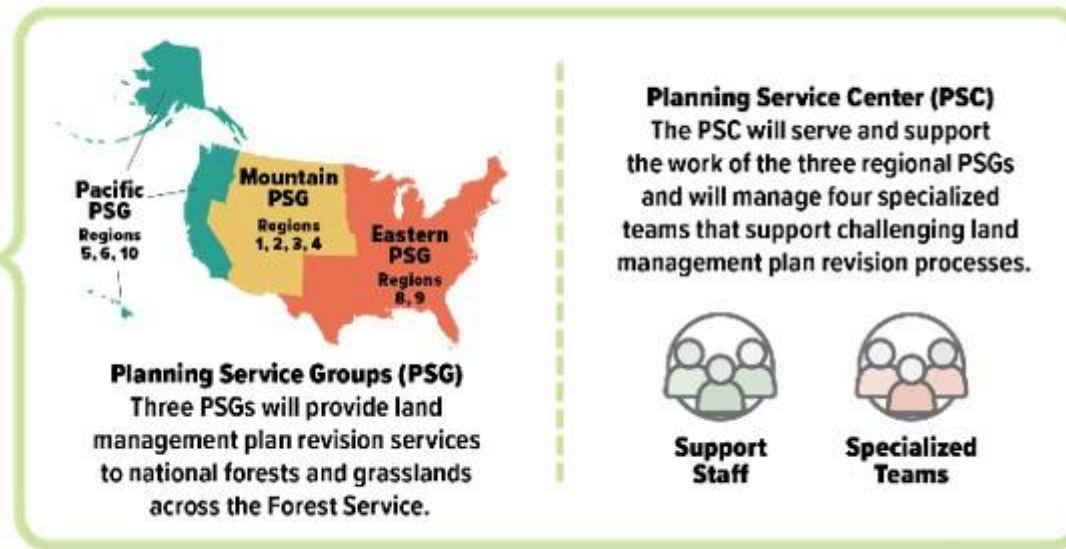 Pacific
PSG
Regions
5, 6, 10
Mountain
PSG
Regions
1, 2, 3, 4
Eastern
PSG
Regions
8, 9
Planning Service Groups (PSG)
Three PSGs will provide land
management plan revision services
to national forests and grasslands
across the Forest Service.
Planning Service Center (PSC)
The PSC will serve and support
the work of the three regional PSGs
and will manage four specialized
teams that support challenging land
management plan revision processes.
Support
Staff
Specialized
Teams